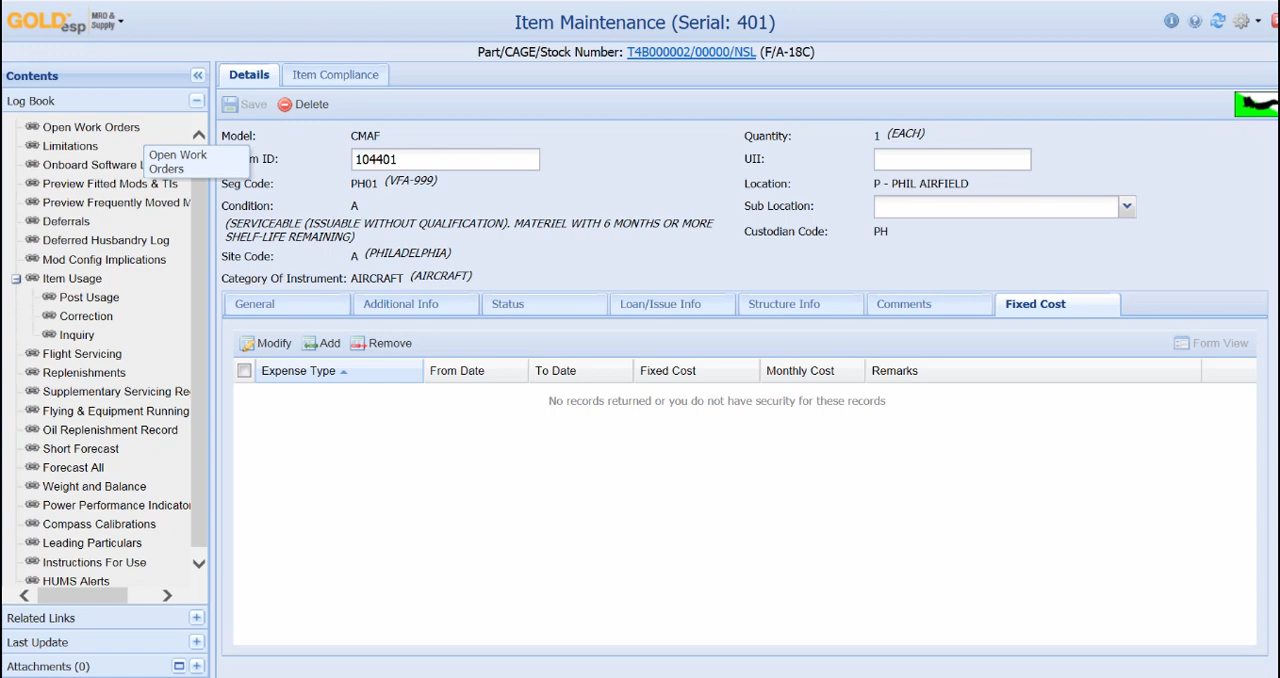 GOLDesp MRO & Supply
Item Maintenance (Serial: 401)
Part/CAGE/Stock Number: T4B000002/00000/NSL (F/A-18C)
Contents
Log Book
Open Work Orders
Limitations
Onboard Software
Open Work
Orders
Preview Fitted Mods & TIs
Preview Frequently Moved M
Deferrals
Deferred Husbandry Log
Mod Config Implications
Item Usage
Post Usage
Correction
Inquiry
Flight Servicing
Replenishments
Supplementary Servicing Re
Flying & Equipment Running
Oil Replenishment Record
Short Forecast
Forecast All
Weight and Balance
Power Performance Indicator
Compass Calibrations
Leading Particulars
Instructions For Use
HUMS Alerts
Related Links
Last Update
Attachments (0)
Details
Item Compliance
Save
Delete
Model: CMAF
Quantity: 1 (EACH)
m ID: 104401
UII:
Seg Code: PH01 (VFA-999)
Location: P - PHIL AIRFIELD
Condition: A
Sub Location:
(SERVICEABLE (ISSUABLE WITHOUT QUALIFICATION). MATERIEL WITH 6 MONTHS OR MORE
SHELF-LIFE REMAINING)
Custodian Code: PH
Site Code: A (PHILADELPHIA)
Category Of Instrument: AIRCRAFT (AIRCRAFT)
General
Additional Info
Status
Loan/Issue Info
Structure Info
Comments
Fixed Cost
Modify
Add
Remove
Form View
Expense Type
From Date
To Date
Fixed Cost
Monthly Cost
Remarks
No records returned or you do not have security for these records